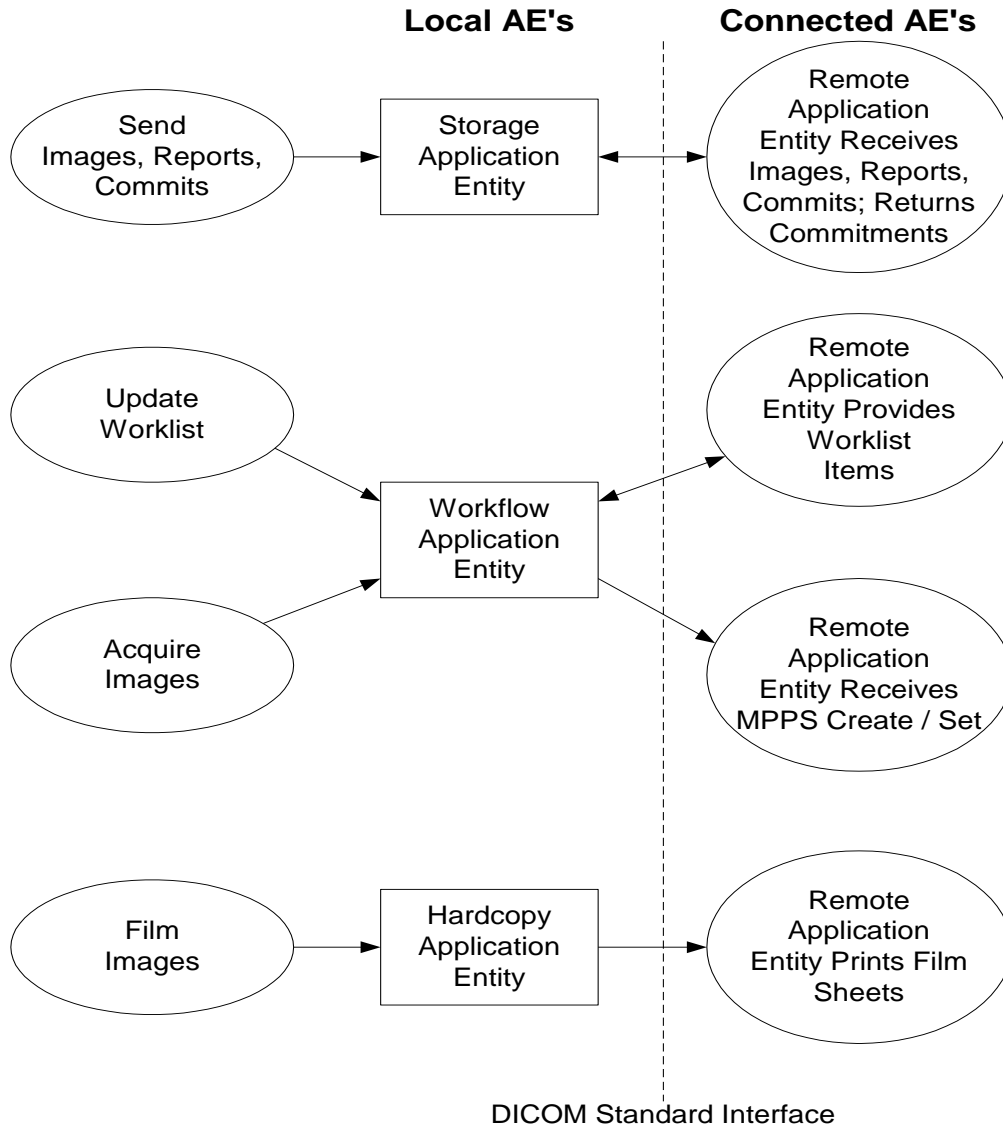 Local AE's
Connected AE's
Send
Images, Reports,
Commits
Storage
Application
Entity
Remote
Application
Entity Receives
Images, Reports,
Commits; Returns
Commitments
Update
Worklist
Remote
Application
Entity Provides
Worklist
Items
Workflow
Application
Entity
Acquire
Images
Remote
Application
Entity Receives
MPPS Create / Set
Film
Images
Hardcopy
Application
Entity
Remote
Application
Entity Prints Film
Sheets
DICOM Standard Interface